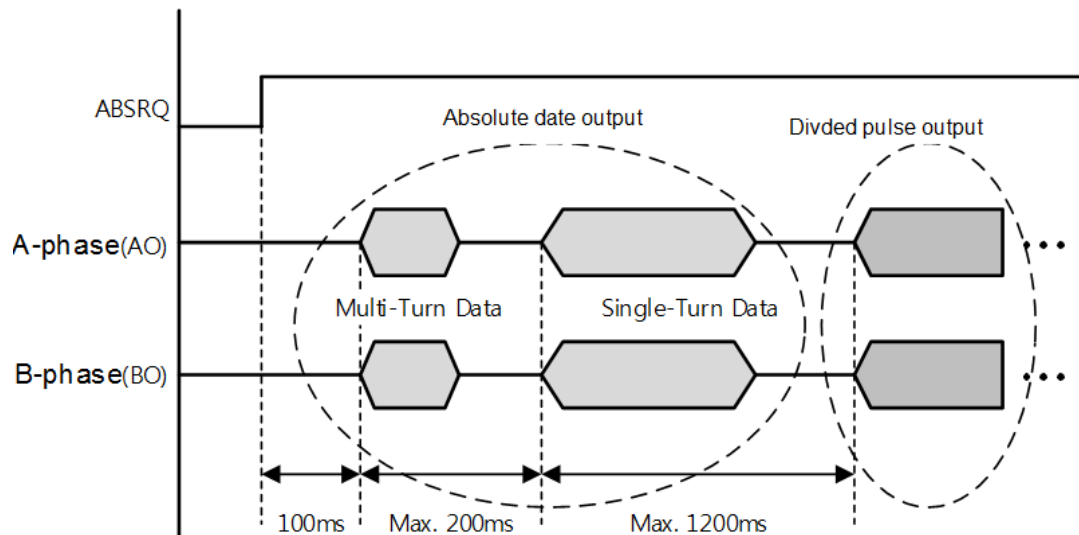 ABSRQ
Absolute date output
Divded pulse output
A-phase(AO)
Multi-Turn Data
Single-Turn Data
B-phase(BO)
100ms
Max. 200ms
Max. 1200ms